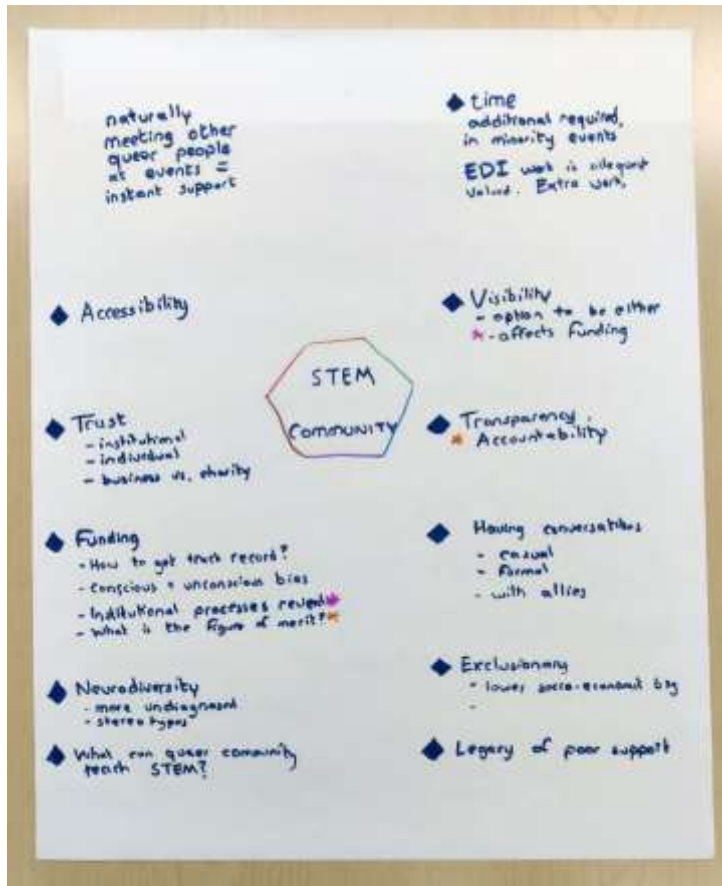 naturally
meeting other
queer people
at events =
instant support
Accessibility
Trust
- institutional
- individual
- business vs. charity
Funding
- How to get track record?
- conscious + unconscious bias
- Institutional processes
- What is the figure of merit?
Neurodiversity
- more undiagnosed
- stereotypes
What can queer community
teach STEM?
STEM
COMMUNITY
time
additional required,
in minority events
EDI work is
valued. Extra work.
Visibility
- option to be either
- affects funding
Transparency,
Accountability
Having conversations
- casual
- formal
- with allies
Exclusionary
- lower socio-economic
-
Legacy of poor support